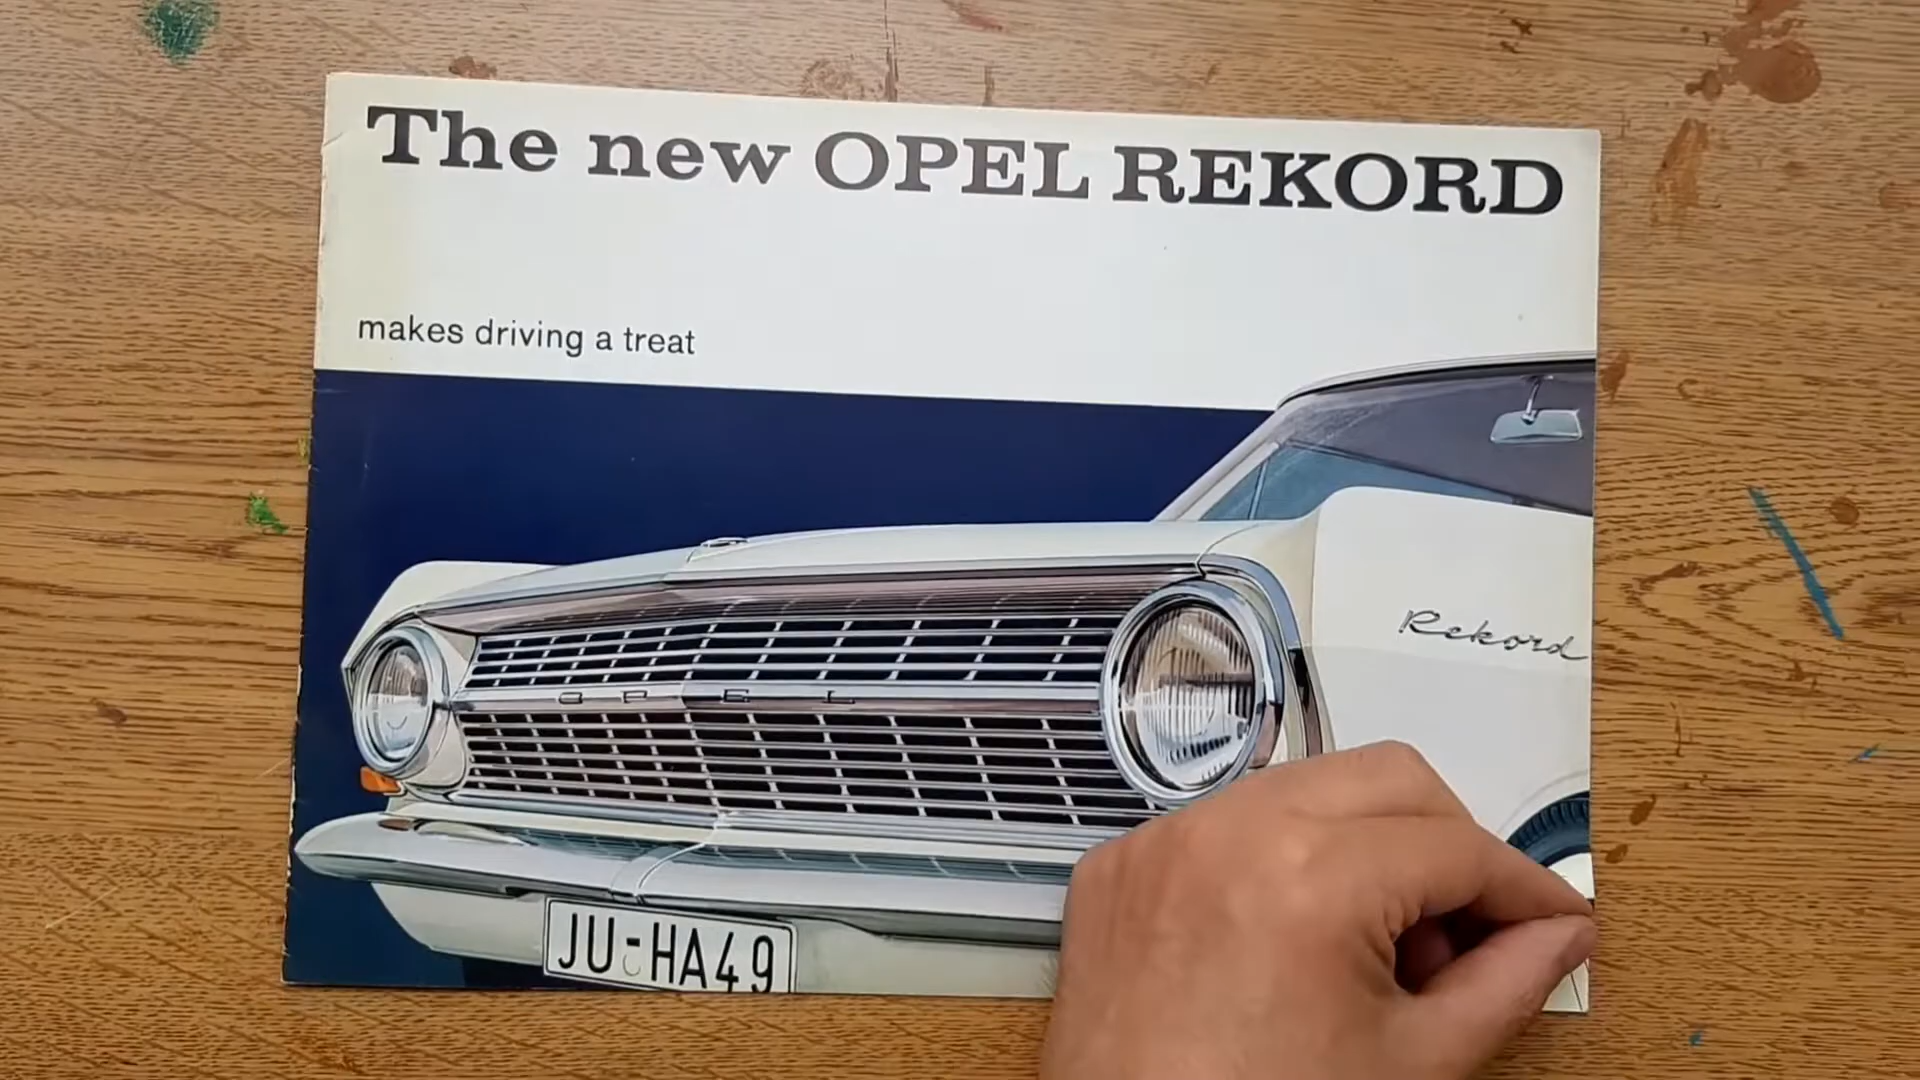 The new OPEL REKORD
makes driving a treat
Rekord
OPEL
JU-HA49